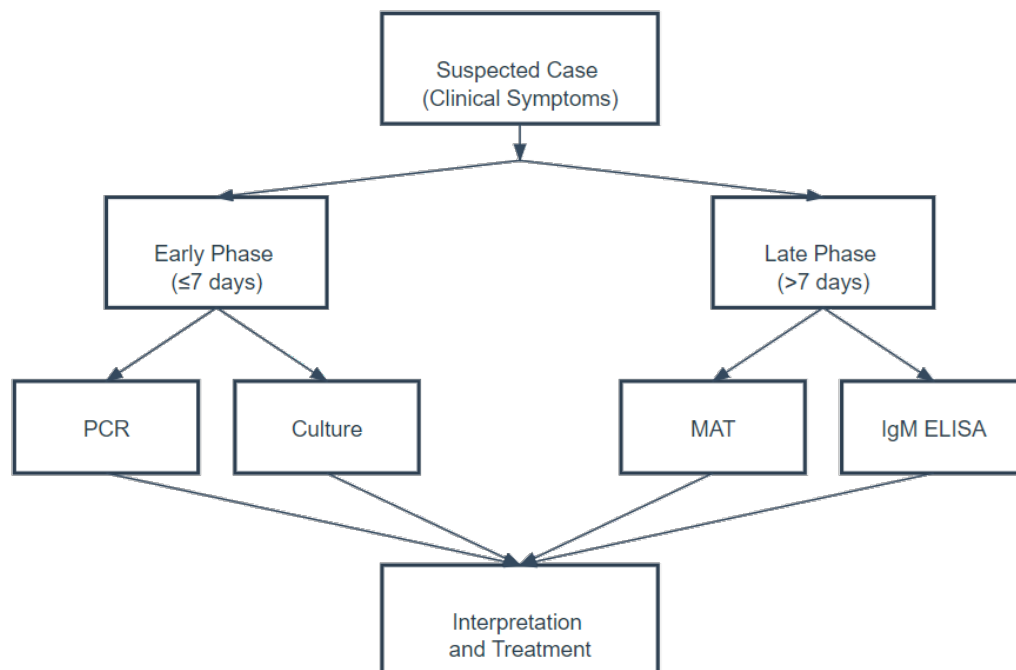 Suspected Case
(Clinical Symptoms)
Early Phase
(≤7 days)
Late Phase
(>7 days)
PCR
Culture
MAT
IgM ELISA
Interpretation
and Treatment